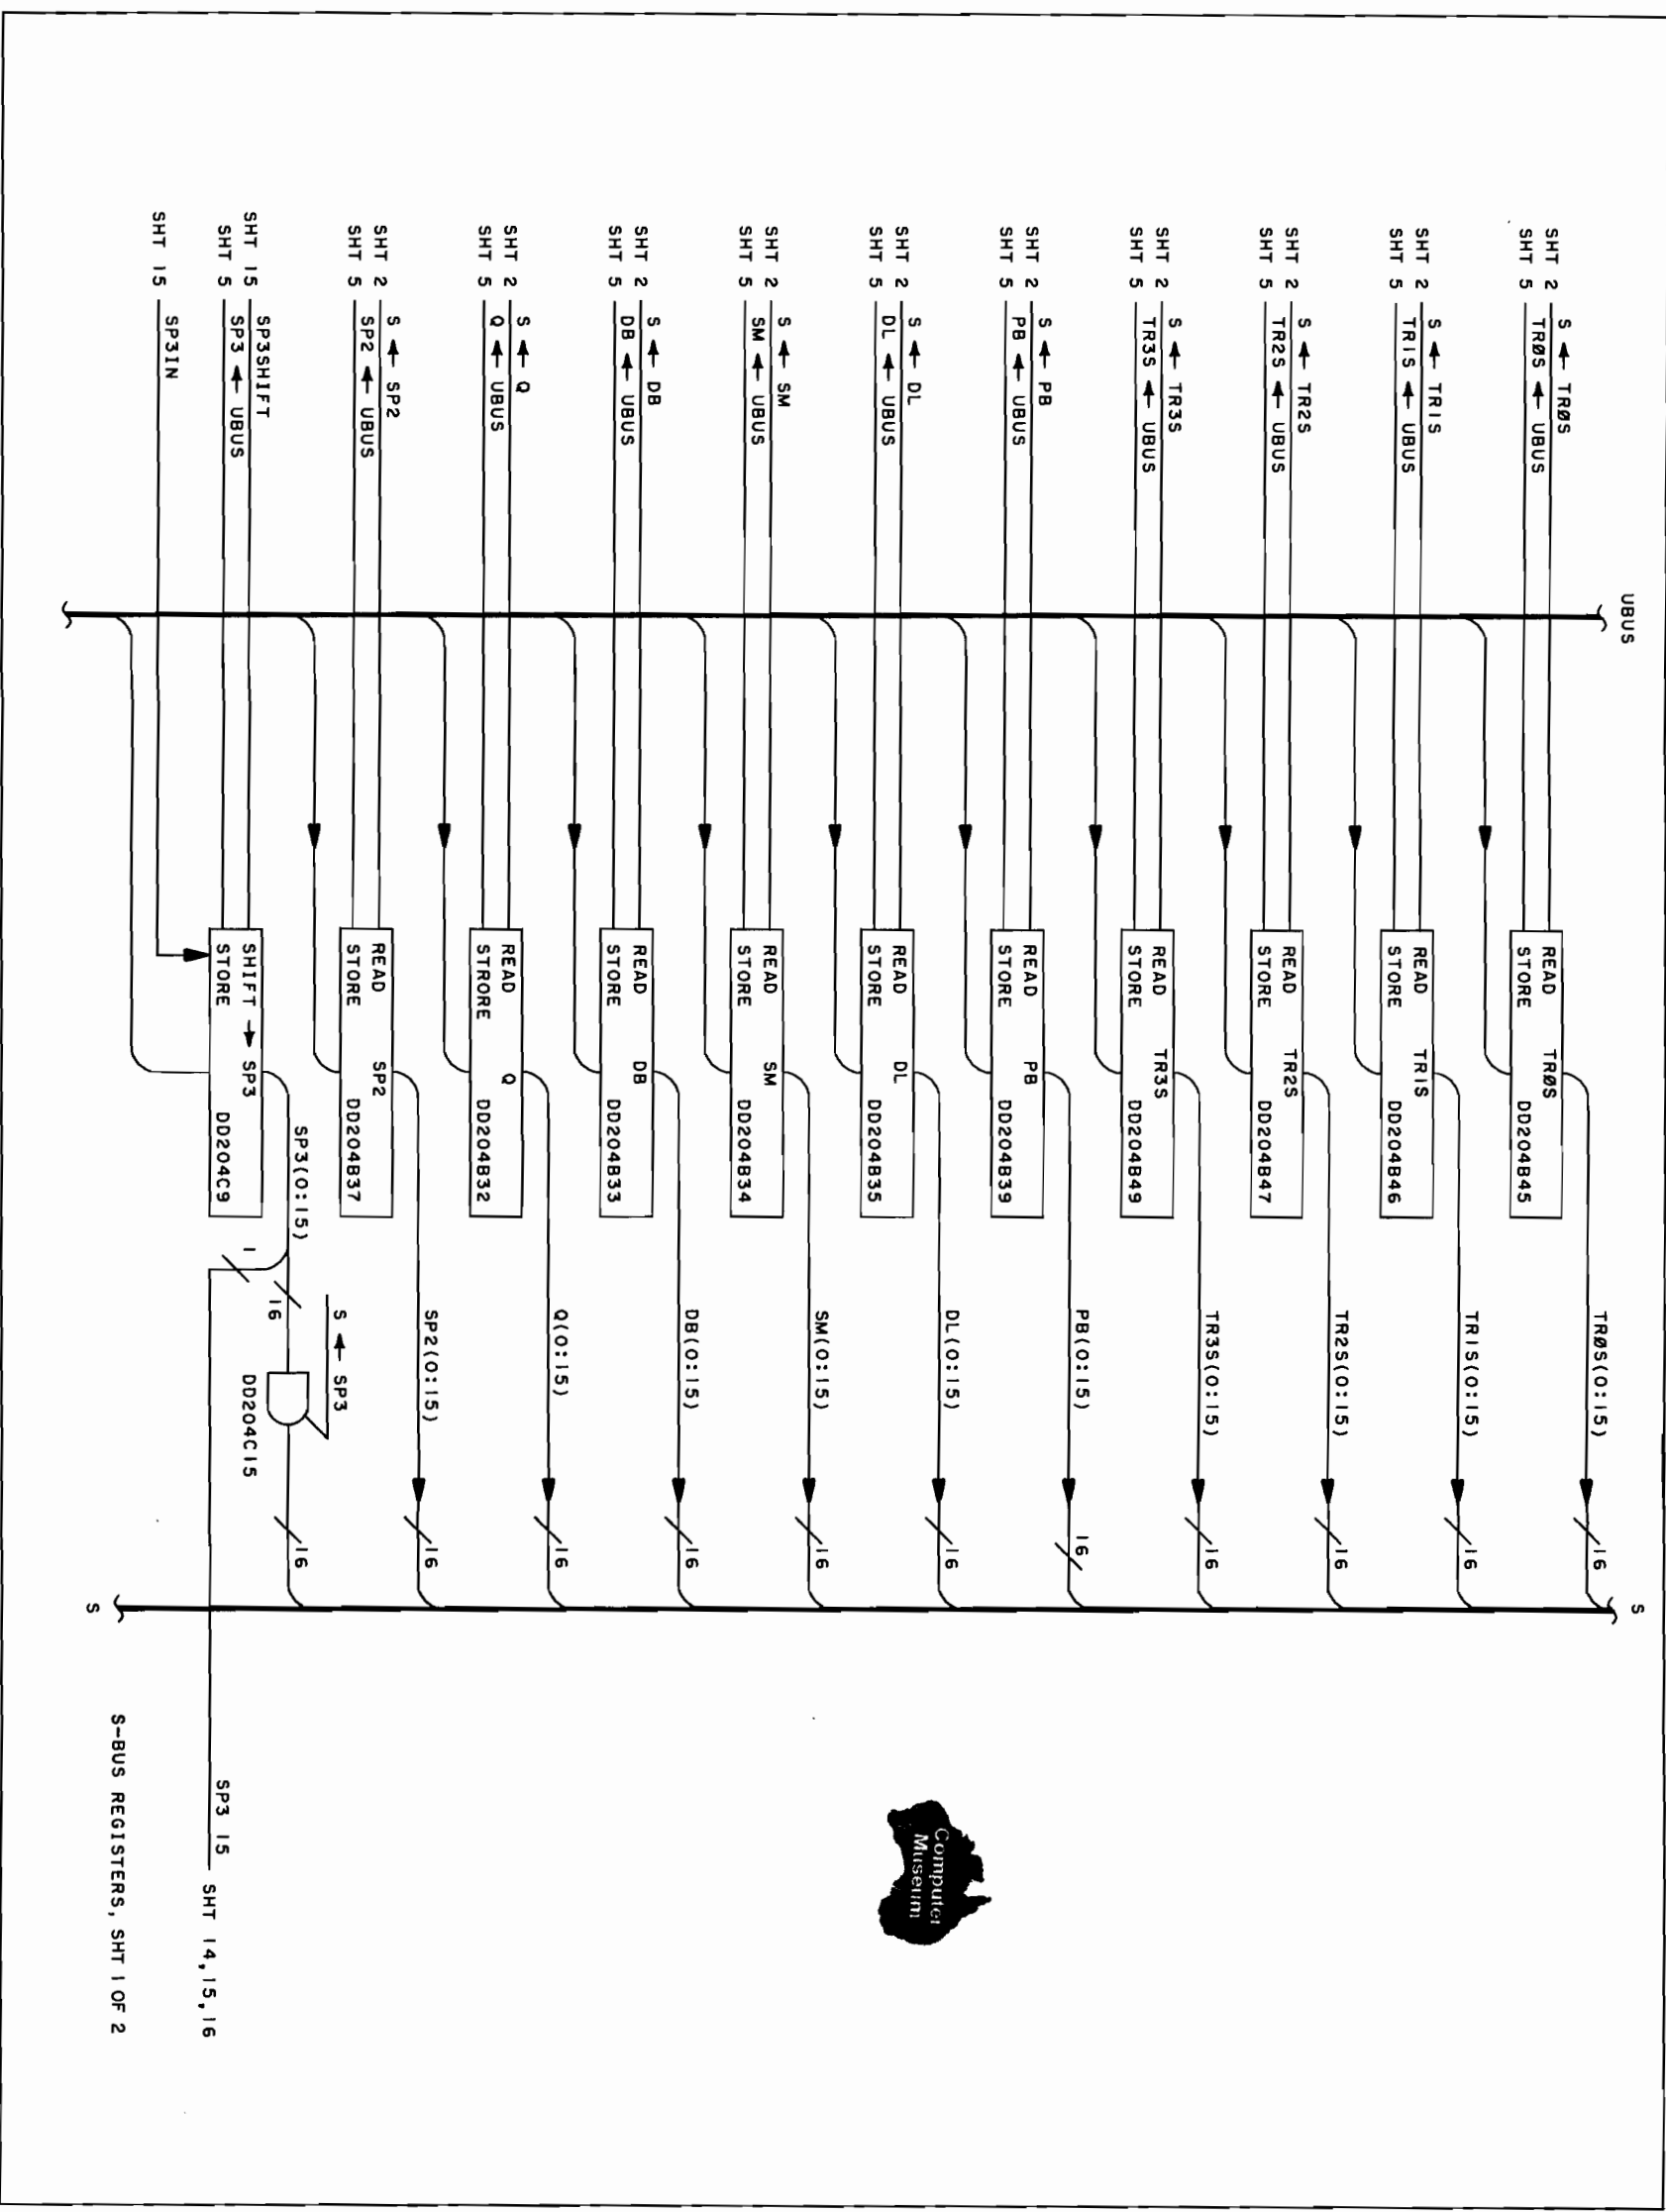 UBUS
S
SHT 2 S ← TRØS
SHT 5 TRØS ← UBUS
READ TRØS
STORE DD204B45
TRØS(0:15)
16
SHT 2 S ← TR1S
SHT 5 TR1S ← UBUS
READ TR1S
STORE DD204B46
TR1S(0:15)
16
SHT 2 S ← TR2S
SHT 5 TR2S ← UBUS
READ TR2S
STORE DD204B47
TR2S(0:15)
16
SHT 2 S ← TR3S
SHT 5 TR3S ← UBUS
READ TR3S
STORE DD204B49
TR3S(0:15)
16
SHT 2 S ← PB
SHT 5 PB ← UBUS
READ PB
STORE DD204B39
PB(0:15)
16
SHT 2 S ← DL
SHT 5 DL ← UBUS
READ DL
STORE DD204B35
DL(0:15)
16
SHT 2 S ← SM
SHT 5 SM ← UBUS
READ SM
STORE DD204B34
SM(0:15)
16
SHT 2 S ← DB
SHT 5 DB ← UBUS
READ DB
STORE DD204B33
DB(0:15)
16
SHT 2 S ← Q
SHT 5 Q ← UBUS
READ Q
STRORE DD204B32
Q(0:15)
16
SHT 2 S ← SP2
SHT 5 SP2 ← UBUS
READ SP2
STORE DD204B37
SP2(0:15)
16
SHT 15 SP3SHIFT
SHT 5 SP3 ← UBUS
SHIFT → SP3
STORE DD204C9
SP3(0:15)
1
16
S ← SP3
DD204C15
16
SHT 15 SP3IN
SP3 15
SHT 14,15,16
S
S-BUS REGISTERS, SHT 1 OF 2
Computer
Museum